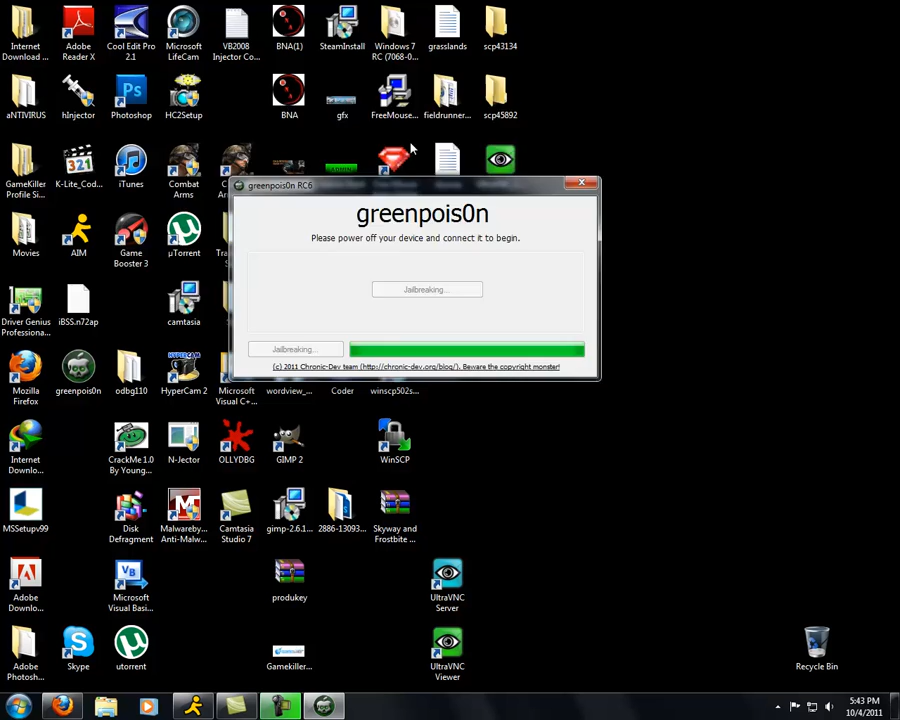 Internet
Download ...
Adobe
Reader X
Cool Edit Pro
2.1
Microsoft
LifeCam
VB2008
Injector Co...
BNA(1)
SteamInstall
Windows 7
RC (7068-0...
grasslands
scp43134
aNTIVIRUS
hInjector
Photoshop
HC2Setup
BNA
gfx
FreeMouse...
fieldrunner...
scp45892
GameKiller
Profile Si...
K-Lite_Cod...
iTunes
Combat
Arms
greenpois0n RC6
greenpois0n
Please power off your device and connect it to begin.
Jailbreaking...
Jailbreaking...
(c) 2011 Chronic-Dev team (http://chronic-dev.org/blog/). Beware the copyright monster!
Movies
AIM
Game
Booster 3
µTorrent
Driver Genius
Professiona...
iBSS.n72ap
camtasia
Mozilla
Firefox
greenpois0n
odbg110
HyperCam 2
Microsoft
Visual C+...
wordview_...
Coder
winscp502s...
Internet
Downlo...
CrackMe 1.0
By Young...
N-Jector
OLLYDBG
GIMP 2
WinSCP
MSSetupv99
Disk
Defragment
Malwareby...
Anti-Malw...
Camtasia
Studio 7
gimp-2.6.1...
2886-13093...
Skyway and
Frostbite ...
Adobe
Downlo...
Microsoft
Visual Basi...
produkey
UltraVNC
Server
Adobe
Photosh...
Skype
utorrent
Gamekiller...
UltraVNC
Viewer
Recycle Bin
5:43 PM
10/4/2011